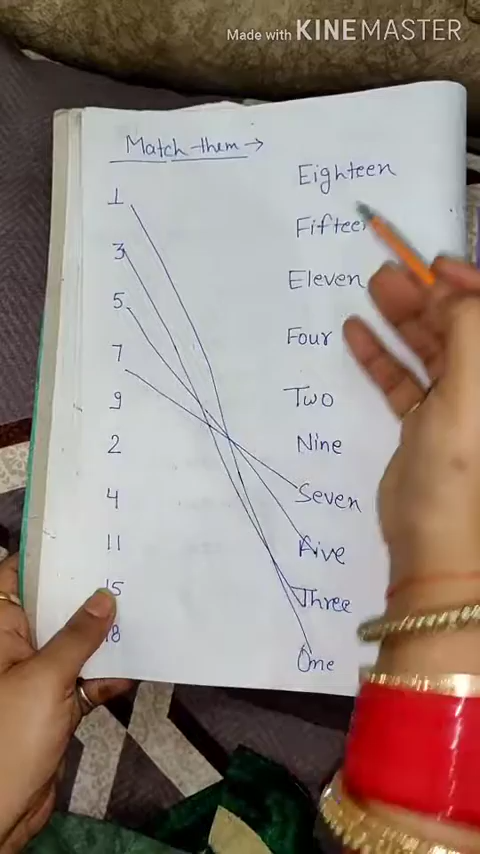 Made with KINEMASTER
Match them →
1 Eighteen
3 Fifteen
5 Eleven
7 Four
9 Two
2 Nine
4 Seven
11 Five
15 Three
18 One